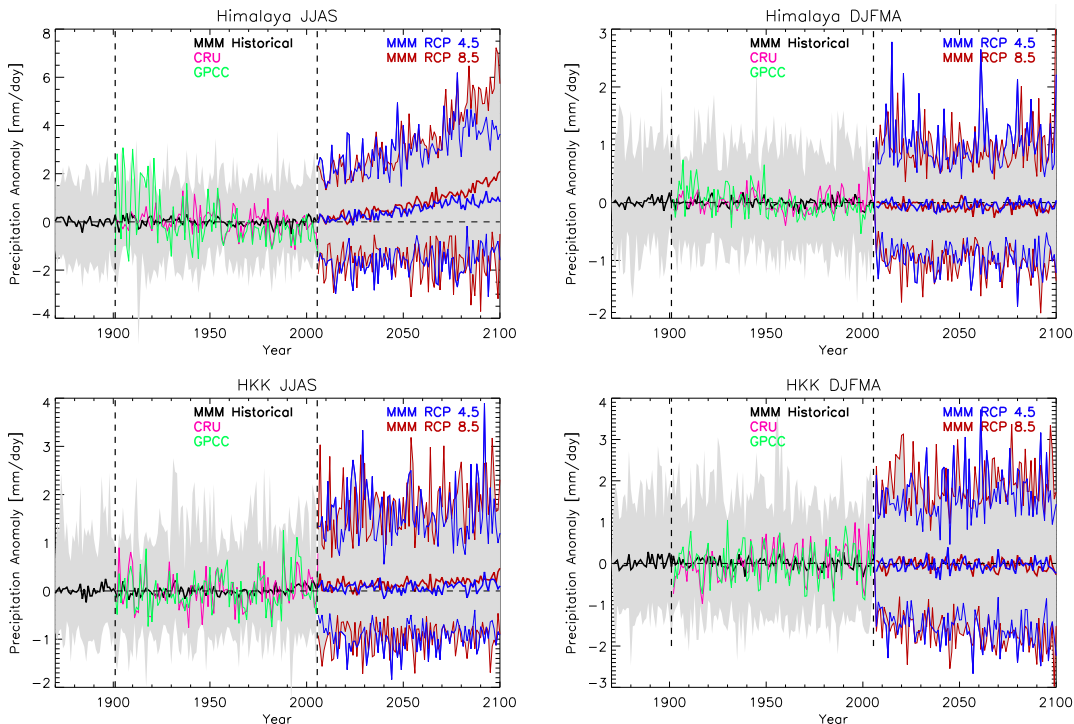 Himalaya JJAS
Precipitation Anomaly [mm/day]
8
6
4
2
0
−2
−4
MMM Historical
CRU
GPCC
MMM RCP 4.5
MMM RCP 8.5
1900 1950 2000 2050 2100
Year
Himalaya DJFMA
Precipitation Anomaly [mm/day]
3
2
1
0
−1
−2
MMM Historical
CRU
GPCC
MMM RCP 4.5
MMM RCP 8.5
1900 1950 2000 2050 2100
Year
HKK JJAS
Precipitation Anomaly [mm/day]
4
3
2
1
0
−1
−2
MMM Historical
CRU
GPCC
MMM RCP 4.5
MMM RCP 8.5
1900 1950 2000 2050 2100
Year
HKK DJFMA
Precipitation Anomaly [mm/day]
4
3
2
1
0
−1
−2
−3
MMM Historical
CRU
GPCC
MMM RCP 4.5
MMM RCP 8.5
1900 1950 2000 2050 2100
Year